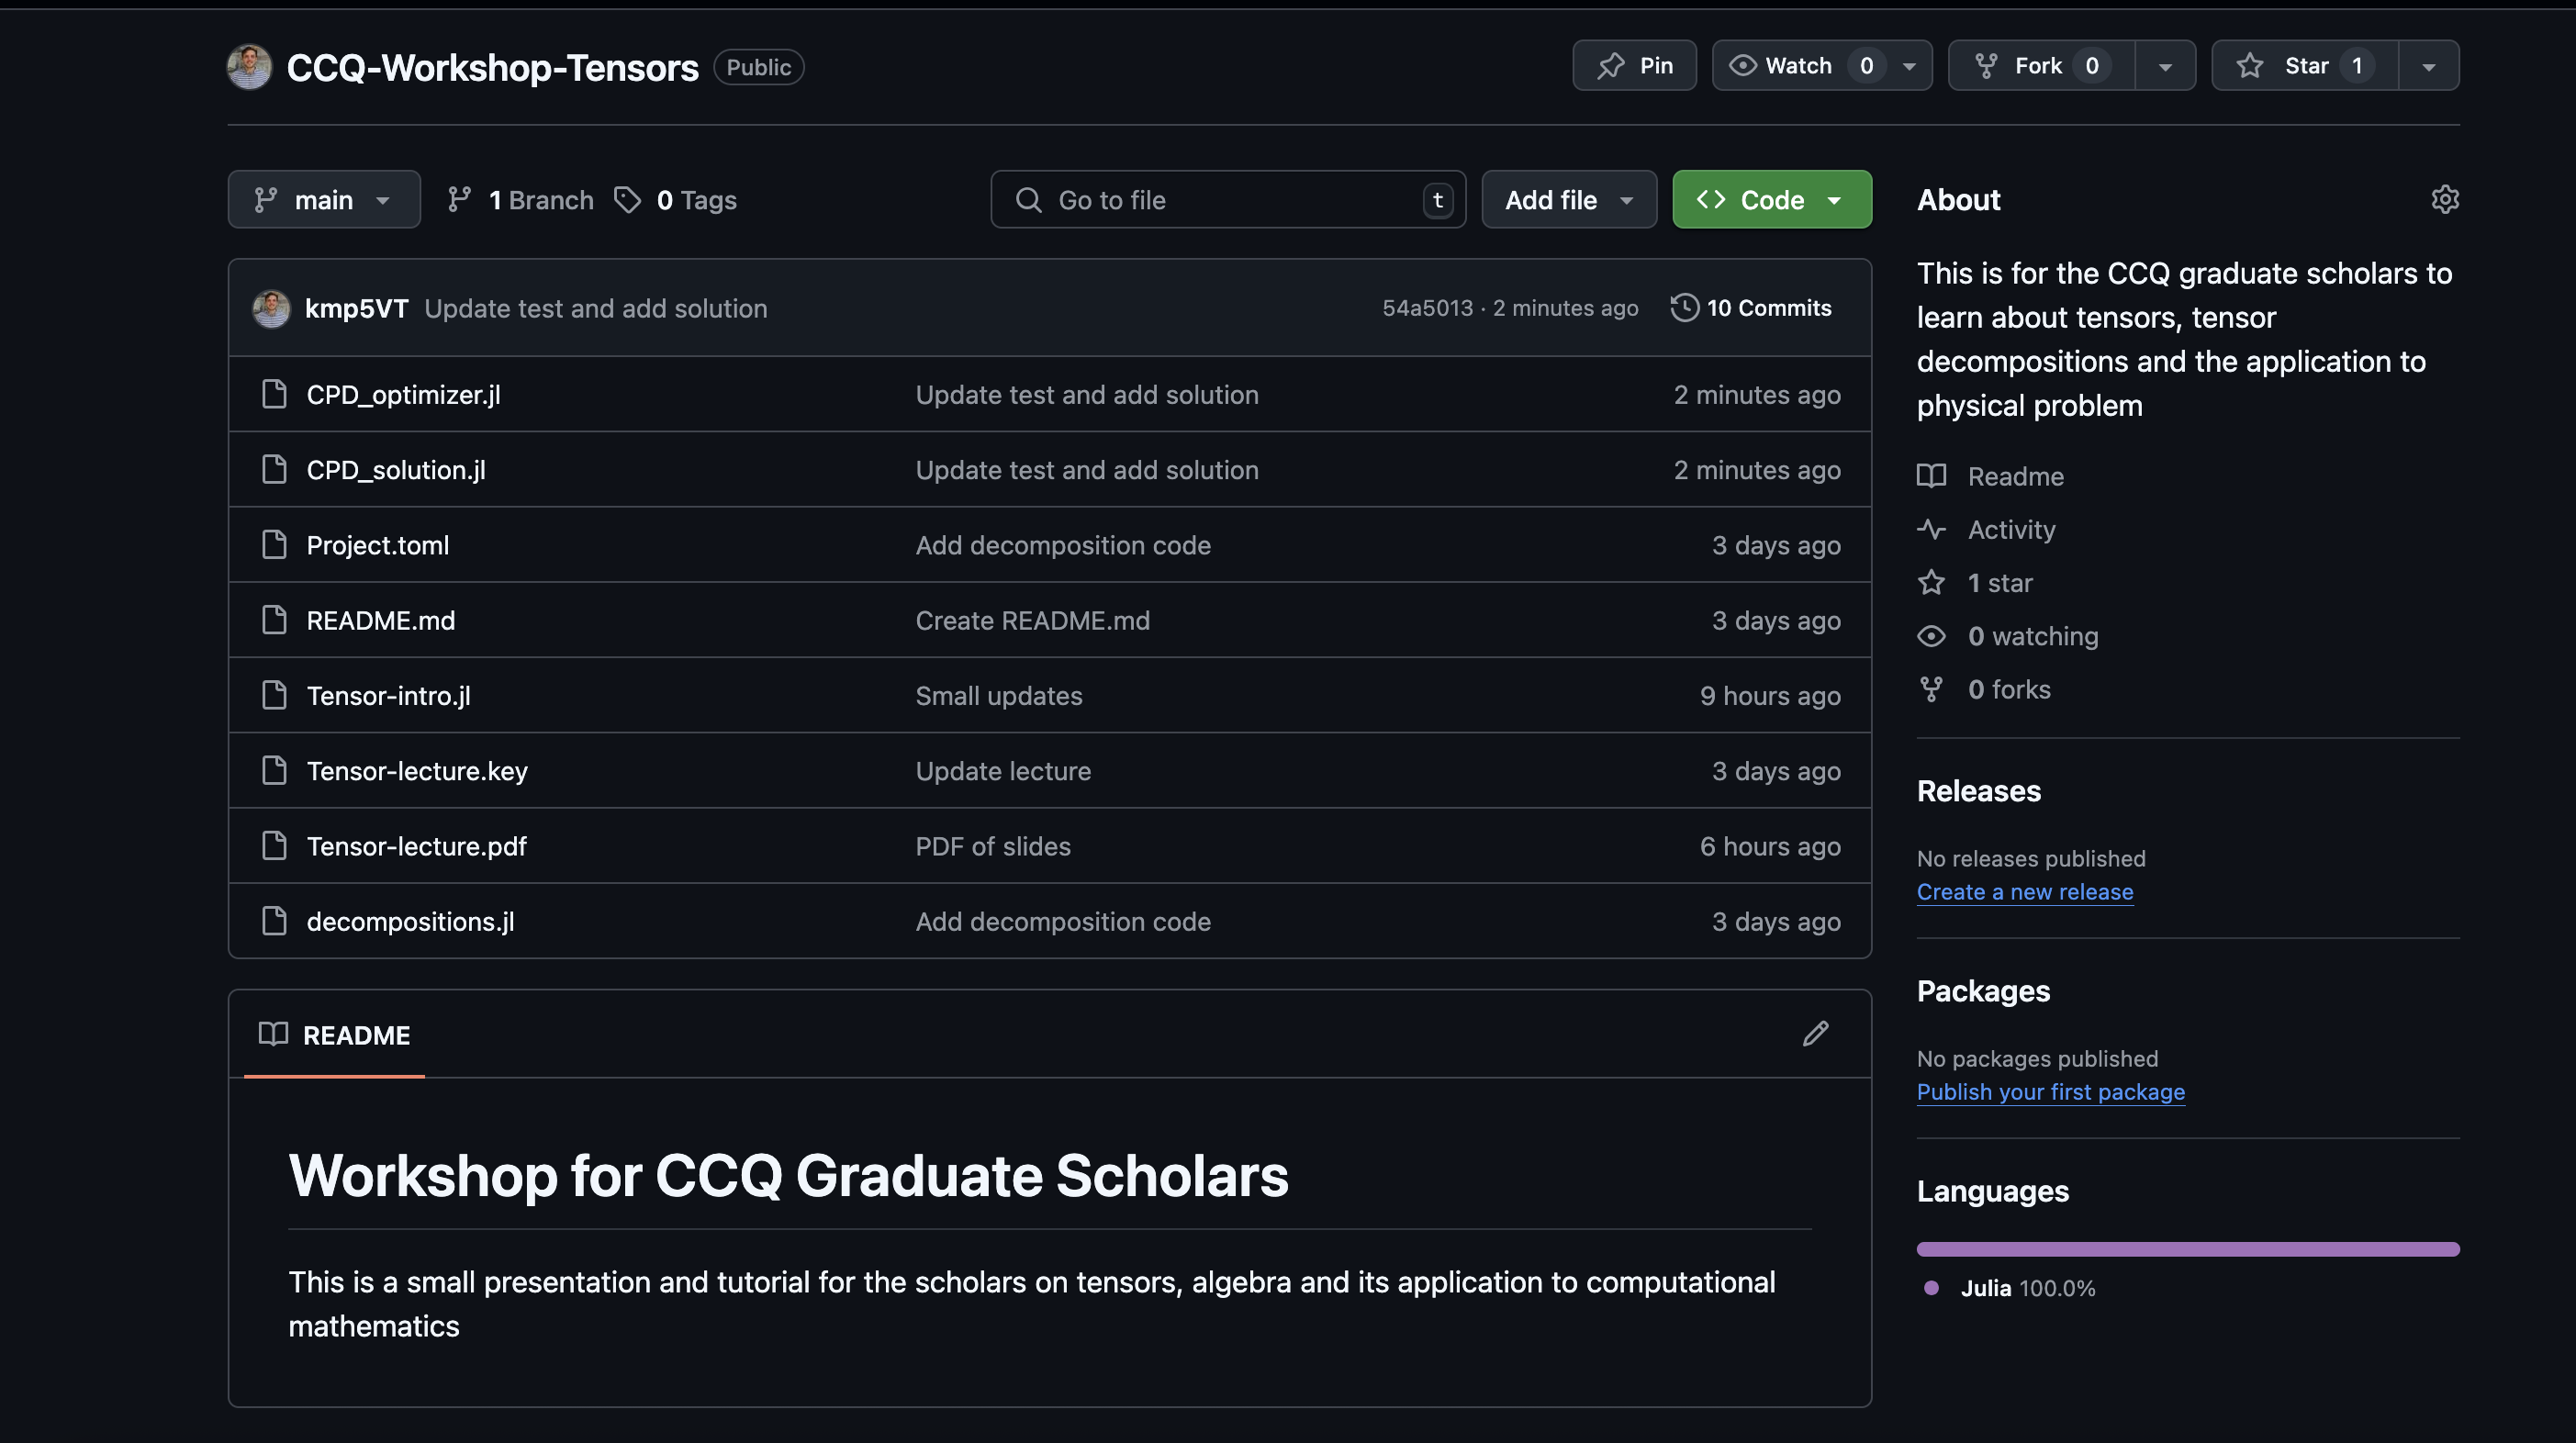 CCQ-Workshop-Tensors Public Pin Watch 0 Fork 0 Star 1
main 1 Branch 0 Tags Go to file t Add file Code
kmp5VT Update test and add solution 54a5013 · 2 minutes ago 10 Commits
CPD_optimizer.jl Update test and add solution 2 minutes ago
CPD_solution.jl Update test and add solution 2 minutes ago
Project.toml Add decomposition code 3 days ago
README.md Create README.md 3 days ago
Tensor-intro.jl Small updates 9 hours ago
Tensor-lecture.key Update lecture 3 days ago
Tensor-lecture.pdf PDF of slides 6 hours ago
decompositions.jl Add decomposition code 3 days ago
README
Workshop for CCQ Graduate Scholars
This is a small presentation and tutorial for the scholars on tensors, algebra and its application to computational
mathematics
About
This is for the CCQ graduate scholars to
learn about tensors, tensor
decompositions and the application to
physical problem
Readme
Activity
1 star
0 watching
0 forks
Releases
No releases published
Create a new release
Packages
No packages published
Publish your first package
Languages
Julia 100.0%